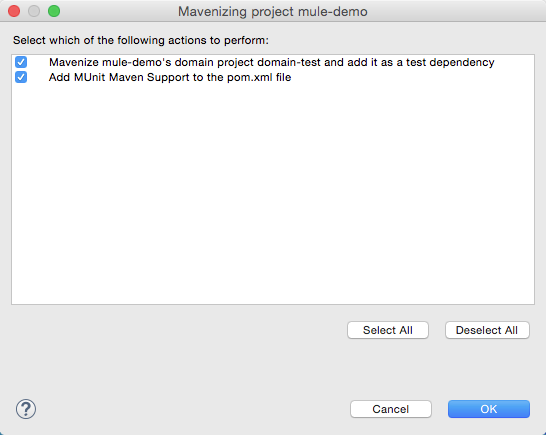 Mavenizing project mule-demo
Select which of the following actions to perform:
Mavenize mule-demo's domain project domain-test and add it as a test dependency
Add MUnit Maven Support to the pom.xml file
Select All
Deselect All
?
Cancel
OK